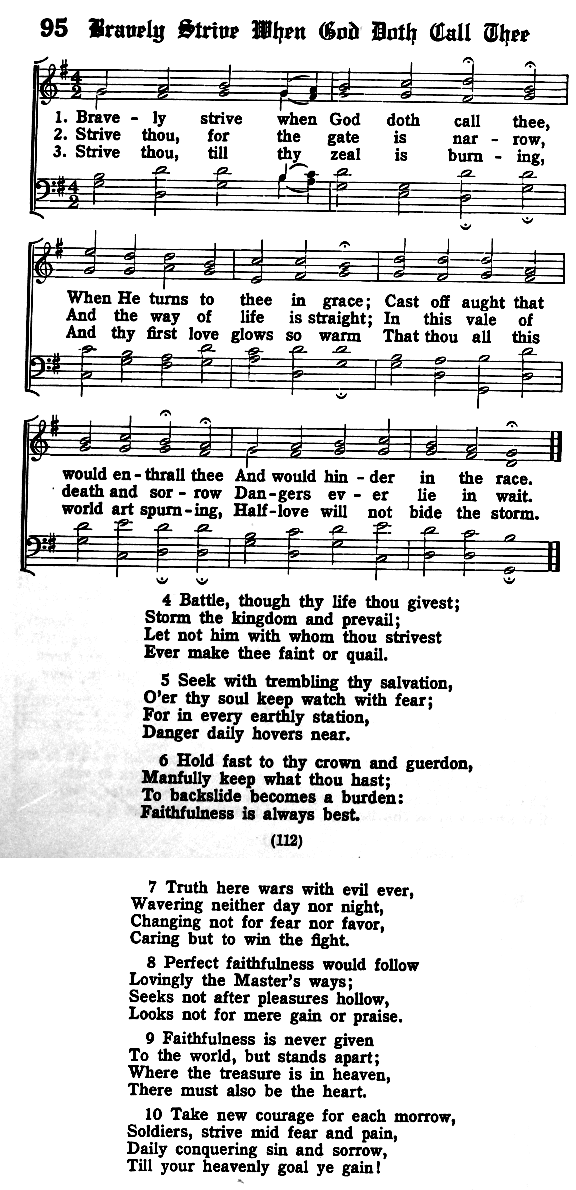 95 Bravely Strive When God Doth Call Thee
1. Brave - ly strive when God doth call thee,
2. Strive thou, for the gate is nar - row,
3. Strive thou, till thy zeal is burn - ing,
When He turns to thee in grace; Cast off aught that
And the way of life is straight; In this vale of
And thy first love glows so warm That thou all this
would en - thrall thee And would hin - der in the race.
death and sor - row Dan - gers ev - er lie in wait.
world art spurn - ing, Half - love will not bide the storm.
4 Battle, though thy life thou givest;
Storm the kingdom and prevail;
Let not him with whom thou strivest
Ever make thee faint or quail.
5 Seek with trembling thy salvation,
O'er thy soul keep watch with fear;
For in every earthly station,
Danger daily hovers near.
6 Hold fast to thy crown and guerdon,
Manfully keep what thou hast;
To backslide becomes a burden:
Faithfulness is always best.
(112)
7 Truth here wars with evil ever,
Wavering neither day nor night,
Changing not for fear nor favor,
Caring but to win the fight.
8 Perfect faithfulness would follow
Lovingly the Master's ways;
Seeks not after pleasures hollow,
Looks not for mere gain or praise.
9 Faithfulness is never given
To the world, but stands apart;
Where the treasure is in heaven,
There must also be the heart.
10 Take new courage for each morrow,
Soldiers, strive mid fear and pain,
Daily conquering sin and sorrow,
Till your heavenly goal ye gain!